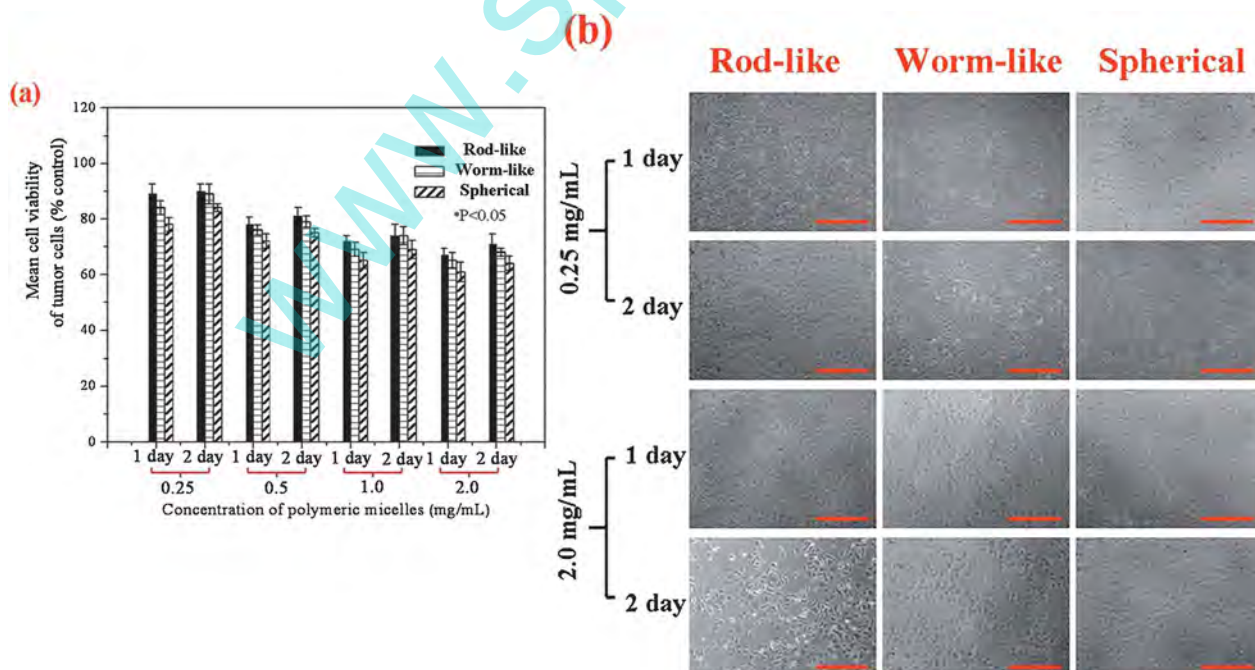 (a)
120
100
80
60
40
20
0
Mean cell viability
of tumor cells (% control)
Rod-like
Worm-like
Spherical
*P<0.05
1 day 2 day 1 day 2 day 1 day 2 day 1 day 2 day
0.25 0.5 1.0 2.0
Concentration of polymeric micelles (mg/mL)
(b)
Rod-like Worm-like Spherical
0.25 mg/mL
1 day
2 day
2.0 mg/mL
1 day
2 day